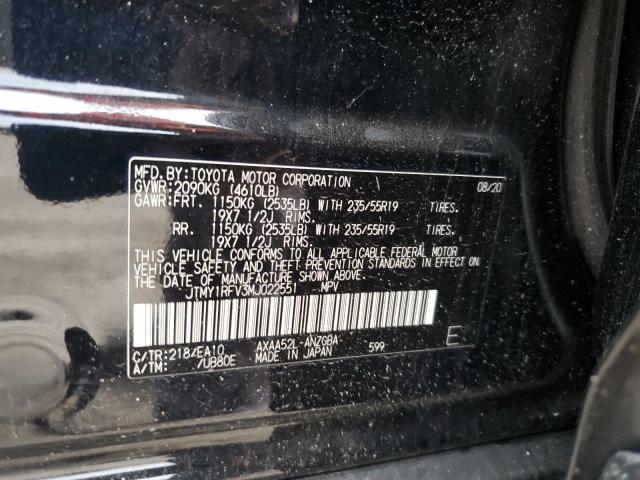 MFD.BY:TOYOTA MOTOR CORPORATION 08/20
GVWR:2090KG (4610LB)
GAWR:FRT. 1150KG (2535LB) WITH 235/55R19 TIRES.
19X7 1/2J RIMS.
RR. 1150KG (2535LB) WITH 235/55R19 TIRES.
19X7 1/2J RIMS.
THIS VEHICLE CONFORMS TO ALL APPLICABLE FEDERAL MOTOR
VEHICLE SAFETY AND THEFT PREVENTION STANDARDS IN EFFECT ON
THE DATE OF MANUFACTURE SHOWN ABOVE.
JTMY1RFV3MJ022551 MPV
C/TR:218/EA10 AXAA52L-ANZGBA 599 E
A/TM: /UB80E MADE IN JAPAN